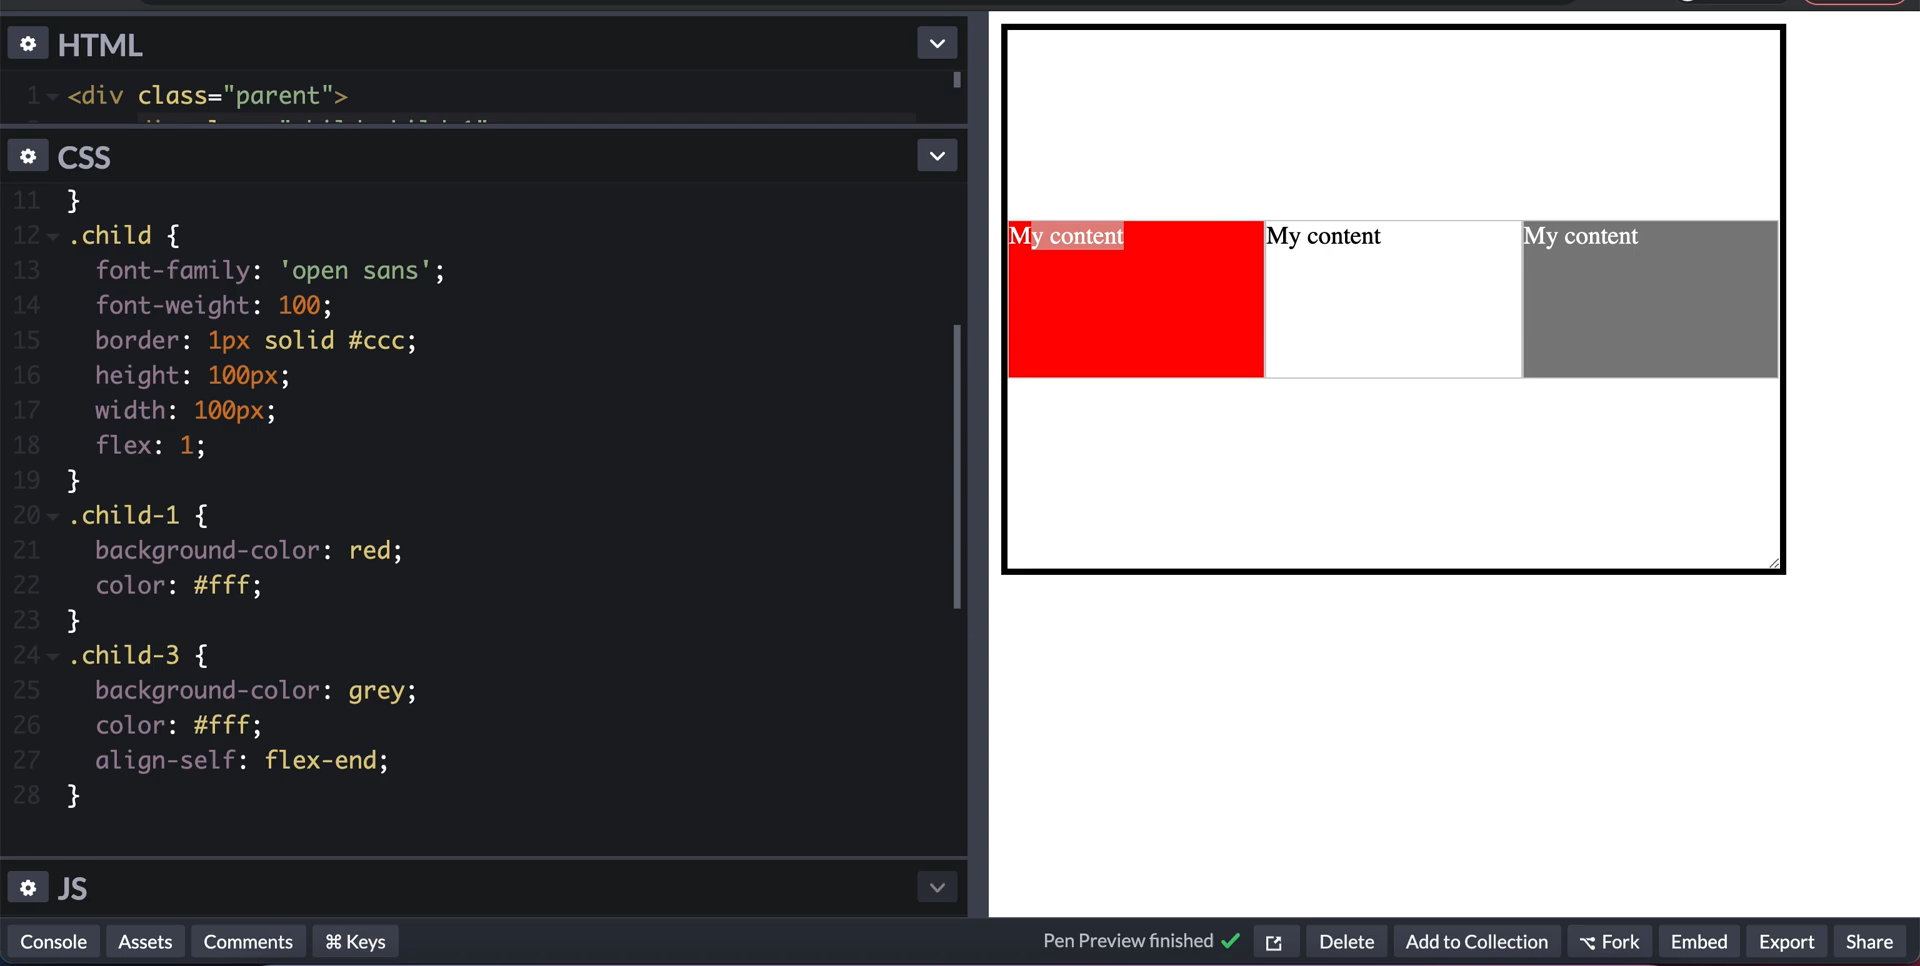 HTML
1 <div class="parent">
CSS
11 }
12 .child {
13 font-family: 'open sans';
14 font-weight: 100;
15 border: 1px solid #ccc;
16 height: 100px;
17 width: 100px;
18 flex: 1;
19 }
20 .child-1 {
21 background-color: red;
22 color: #fff;
23 }
24 .child-3 {
25 background-color: grey;
26 color: #fff;
27 align-self: flex-end;
28 }
JS
My content My content My content
Console Assets Comments ⌘ Keys Pen Preview finished Delete Add to Collection Fork Embed Export Share